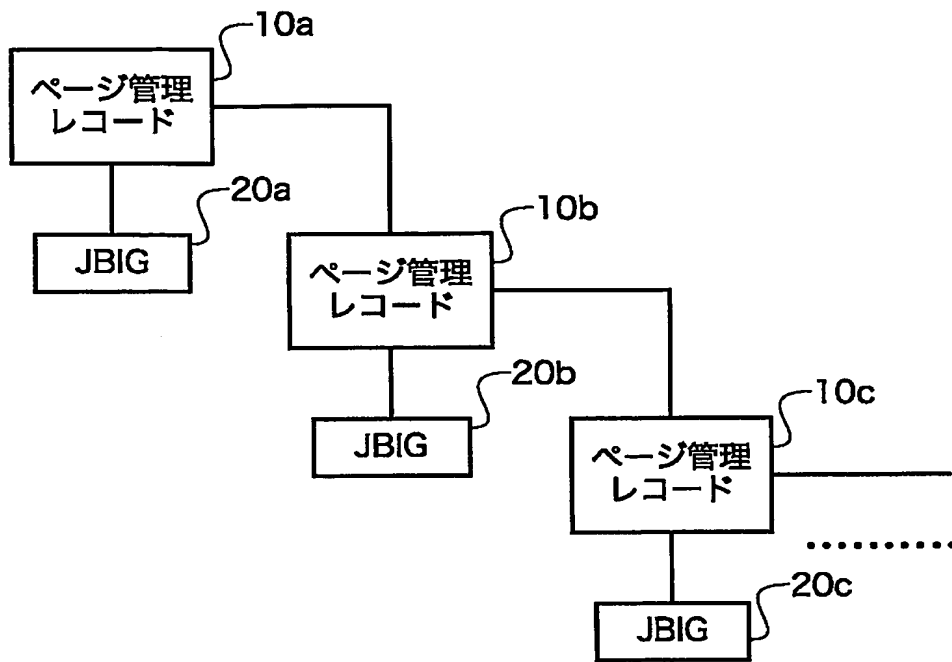 10a
ページ管理
レコード
20a
JBIG
10b
ページ管理
レコード
20b
JBIG
10c
ページ管理
レコード
20c
JBIG